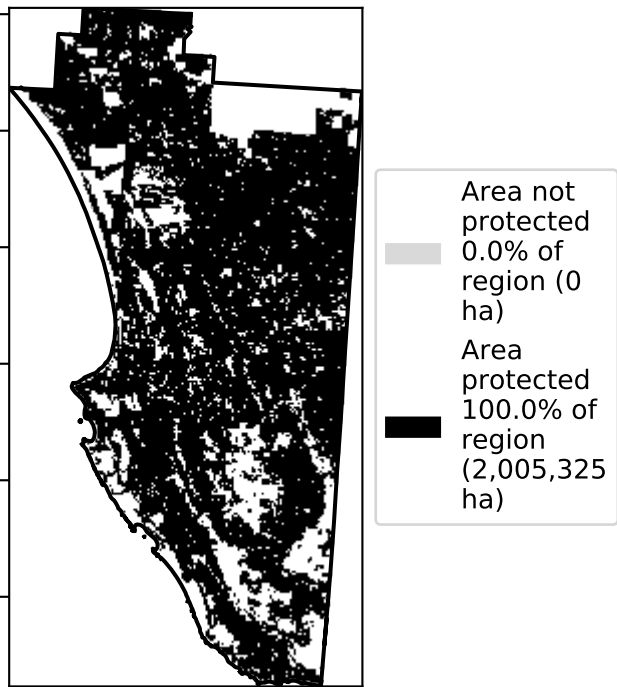 Area not
protected
0.0% of
region (0
ha)
Area
protected
100.0% of
region
(2,005,325
ha)